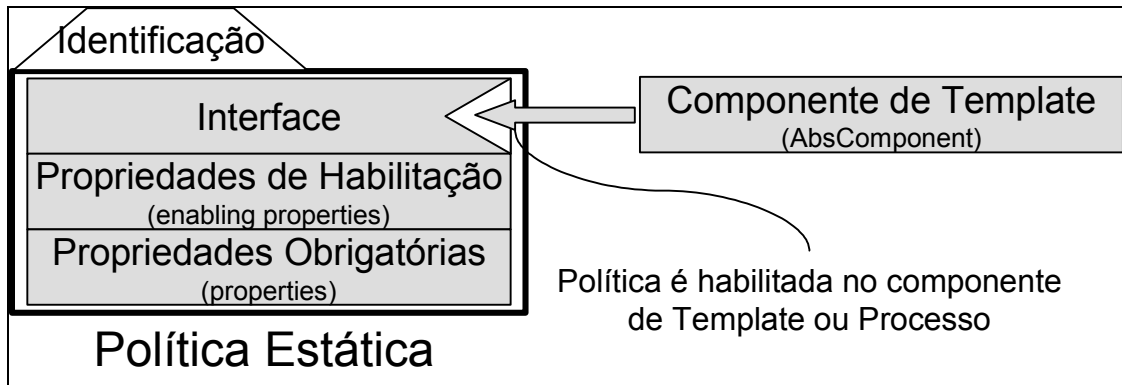 Identificação
Interface
Propriedades de Habilitação
(enabling properties)
Propriedades Obrigatórias
(properties)
Política Estática
Componente de Template
(AbsComponent)
Política é habilitada no componente
de Template ou Processo